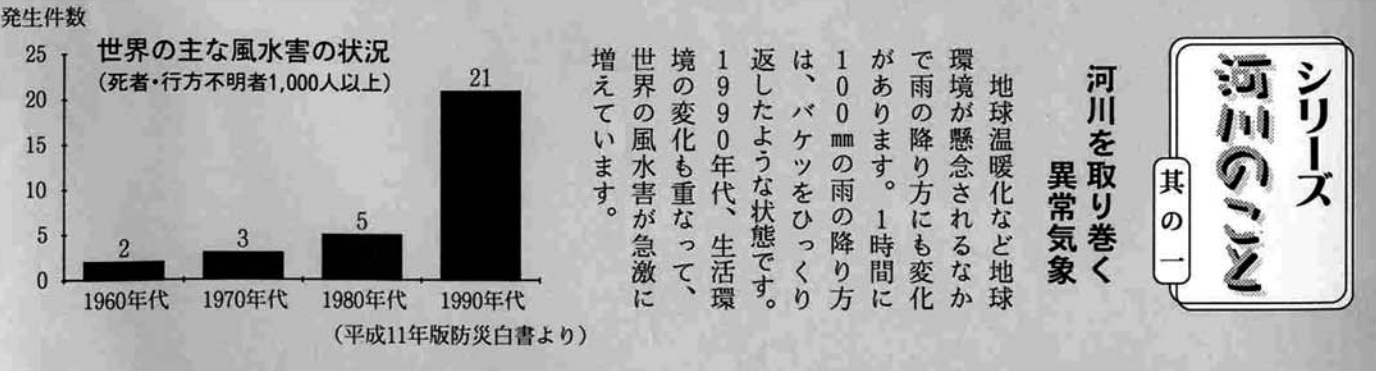 シリーズ
河川のこと
其の一
河川を取り巻く
異常気象
地球温暖化など地球
環境が懸念されるなか
で雨の降り方にも変化
があります。1時間に
100㎜の雨の降り方
は、バケツをひっくり
返したような状態です。
1990年代、生活環
境の変化も重なって、
世界の風水害が急激に
増えています。
発生件数
世界の主な風水害の状況
(死者・行方不明者1,000人以上)
25
20
15
10
5
0
2
3
5
21
1960年代
1970年代
1980年代
1990年代
(平成11年版防災白書より)